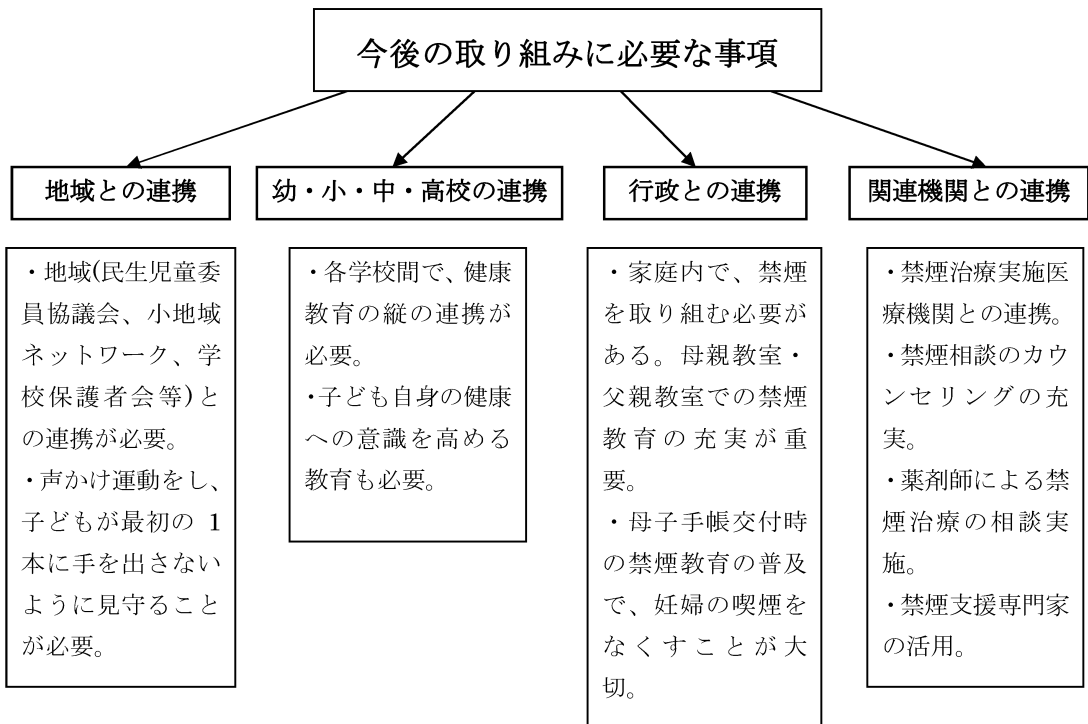 今後の取り組みに必要な事項
地域との連携
幼・小・中・高校の連携
行政との連携
関連機関との連携
・地域(民生児童委
員協議会、小地域
ネットワーク、学
校保護者会等)と
の連携が必要。
・声かけ運動をし、
子どもが最初の 1
本に手を出さない
ように見守ること
が必要。
・各学校間で、健康
教育の縦の連携が
必要。
・子ども自身の健康
への意識を高める
教育も必要。
・家庭内で、禁煙
を取り組む必要が
ある。母親教室・
父親教室での禁煙
教育の充実が重
要。
・母子手帳交付時
の禁煙教育の普及
で、妊婦の喫煙を
なくすことが大
切。
・禁煙治療実施医
療機関との連携。
・禁煙相談のカウ
ンセリングの充
実。
・薬剤師による禁
煙治療の相談実
施。
・禁煙支援専門家
の活用。